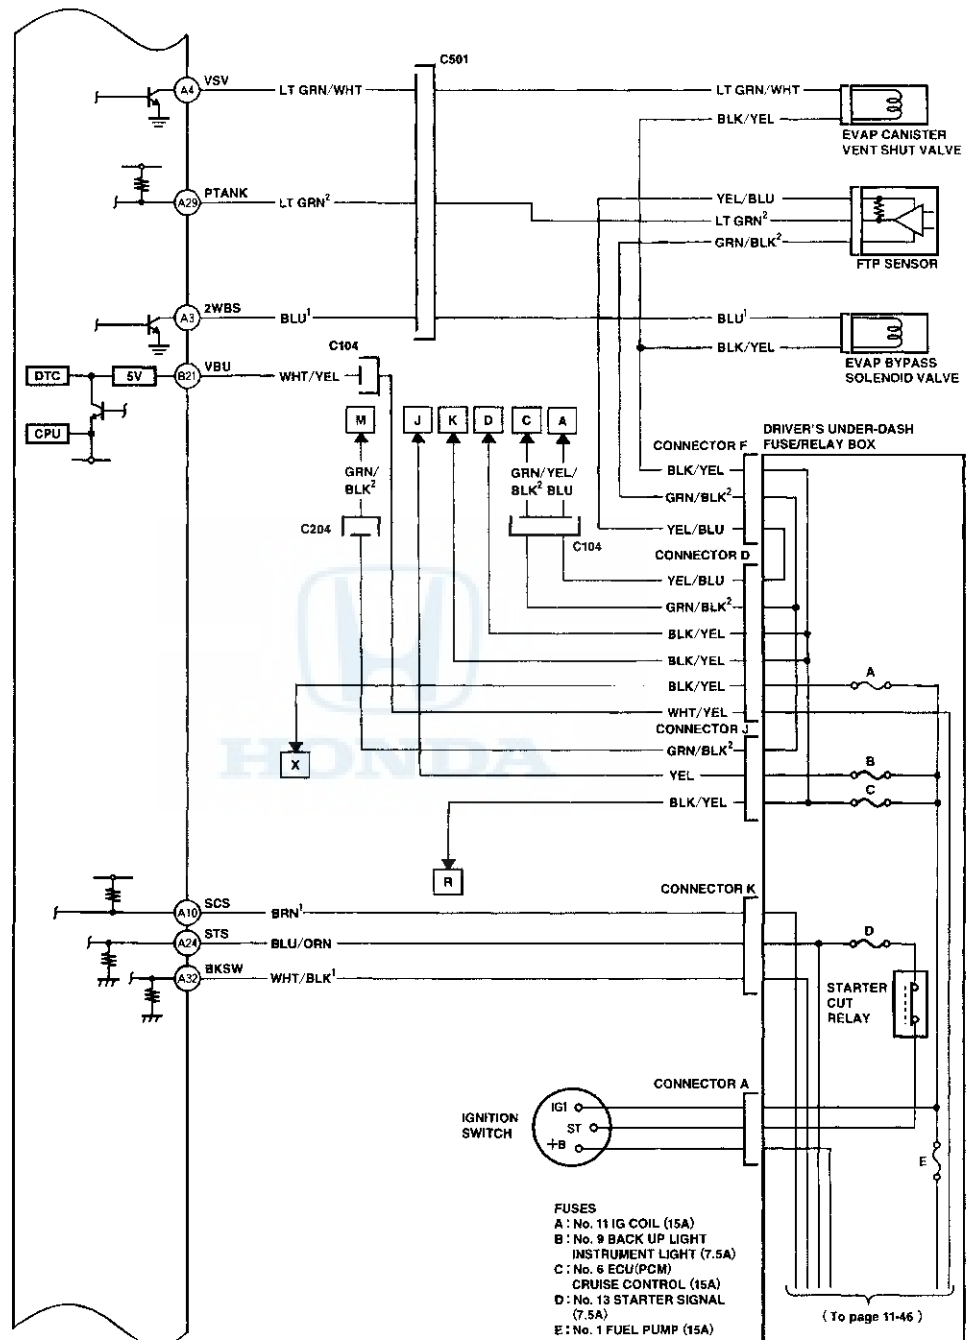 C501
A4 VSV LT GRN/WHT LT GRN/WHT
BLK/YEL
EVAP CANISTER
VENT SHUT VALVE
A29 PTANK LT GRN²
YEL/BLU
LT GRN²
GRN/BLK²
FTP SENSOR
A3 2WBS BLU¹ BLU¹
BLK/YEL
EVAP BYPASS
SOLENOID VALVE
C104
DTC 5V B21 VBU WHT/YEL
CPU
M J K D C A
DRIVER'S UNDER-DASH
FUSE/RELAY BOX
CONNECTOR F
GRN/
BLK²
GRN/
BLK²
YEL/
BLU
BLK/YEL
GRN/BLK²
YEL/BLU
C204
C104
CONNECTOR D
YEL/BLU
GRN/BLK²
BLK/YEL
BLK/YEL
BLK/YEL A
WHT/YEL
CONNECTOR J
GRN/BLK²
X
YEL B
BLK/YEL C
R
HONDA
CONNECTOR K
A10 SCS BRN¹
A24 STS BLU/ORN D
A32 BKSW WHT/BLK¹
STARTER
CUT
RELAY
CONNECTOR A
IGNITION
SWITCH
IG1
ST
+B
E
FUSES
A : No. 11 IG COIL (15A)
B : No. 9 BACK UP LIGHT
INSTRUMENT LIGHT (7.5A)
C : No. 6 ECU(PCM)
CRUISE CONTROL (15A)
D : No. 13 STARTER SIGNAL
(7.5A)
E : No. 1 FUEL PUMP (15A)
( To page 11-46 )